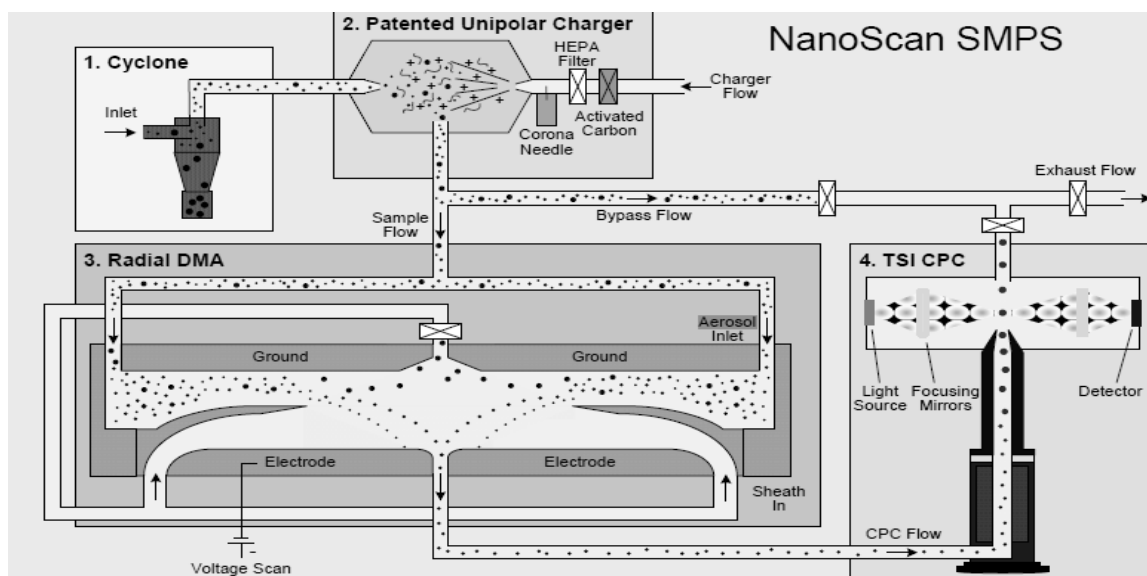 NanoScan SMPS
1. Cyclone
Inlet
2. Patented Unipolar Charger
HEPA
Filter
Charger
Flow
Activated
Carbon
Corona
Needle
Sample
Flow
Bypass Flow
Exhaust Flow
3. Radial DMA
Aerosol
Inlet
Ground
Ground
Electrode
Electrode
Sheath
In
Voltage Scan
4. TSI CPC
Light
Source
Focusing
Mirrors
Detector
CPC Flow